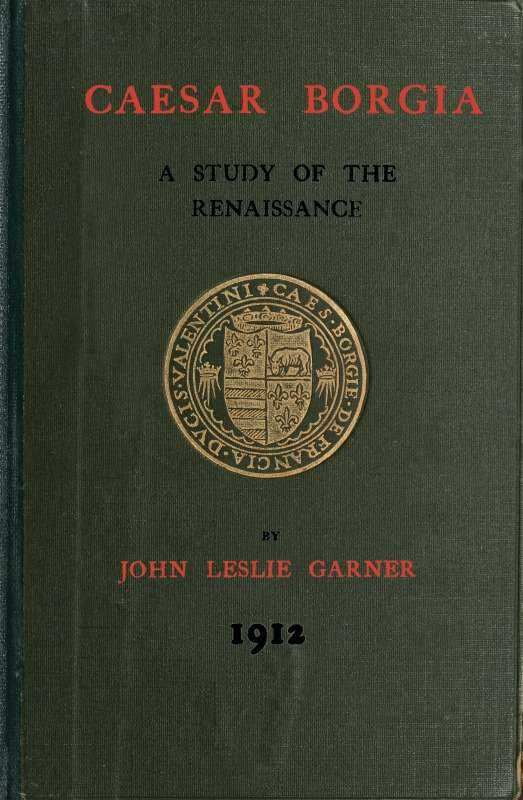 CAESAR BORGIA
A STUDY OF THE
RENAISSANCE
CAES·BORGIE·DE·FRANCIA·DVCIS·VALENTINI
BY
JOHN LESLIE GARNER
1912